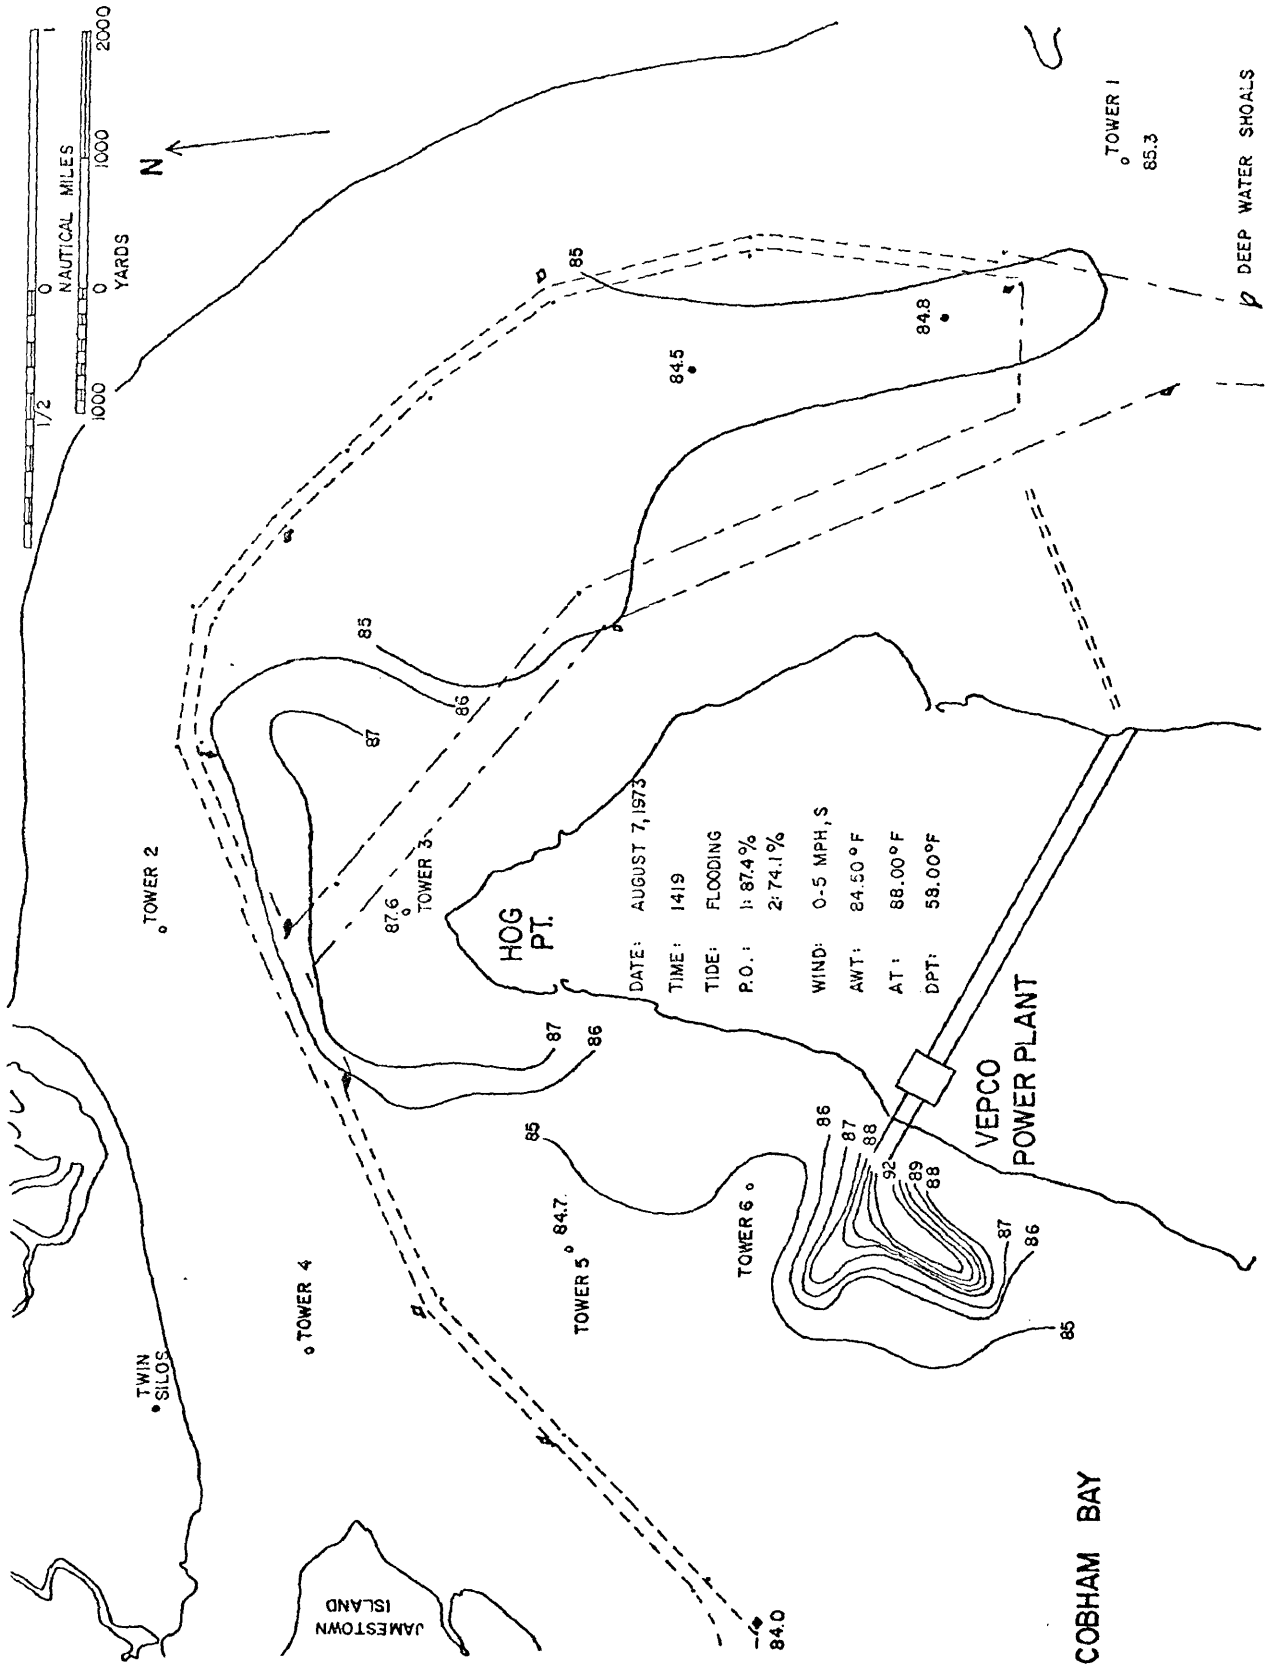 1/2 0 1
NAUTICAL MILES
1000 0 1000 2000
YARDS
N
TWIN
SILOS
JAMESTOWN
ISLAND
TOWER 4
TOWER 2
85
86
87
87.6
TOWER 3
85
84.5
84.8
TOWER 1
85.3
DEEP WATER SHOALS
HOG
PT.
87
86
85
84.7
TOWER 5
TOWER 6
84.0
DATE: AUGUST 7, 1973
TIME: 1419
TIDE: FLOODING
P.O.: 1: 87.4%
2: 74.1%
WIND: 0-5 MPH, S
AWT: 84.50°F
AT: 88.00°F
DPT: 58.00°F
86
87
88
92
89
88
87
86
85
VEPCO
POWER PLANT
COBHAM BAY